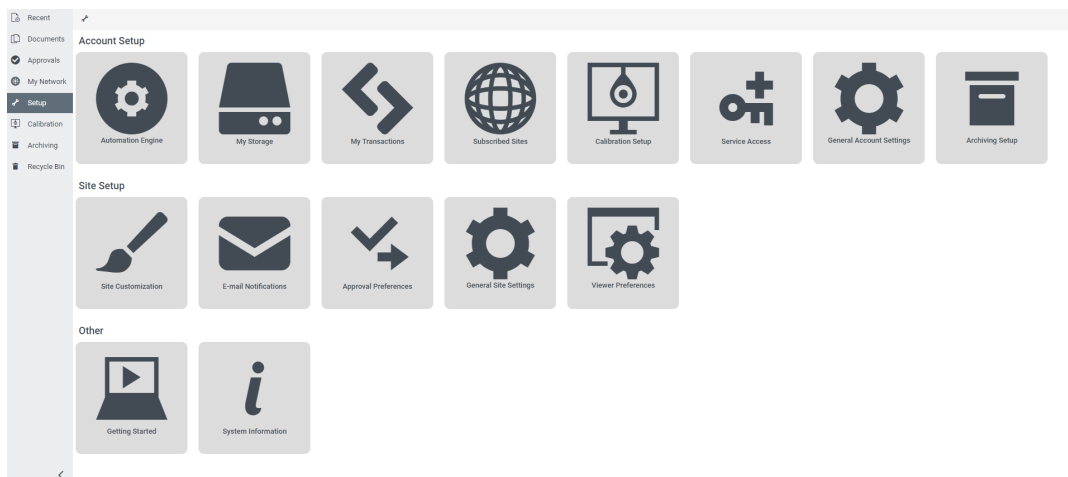 Recent
Documents
Approvals
My Network
Setup
Calibration
Archiving
Recycle Bin
Account Setup
Automation Engine
My Storage
My Transactions
Subscribed Sites
Calibration Setup
Service Access
General Account Settings
Archiving Setup
Site Setup
Site Customization
E-mail Notifications
Approval Preferences
General Site Settings
Viewer Preferences
Other
Getting Started
System Information